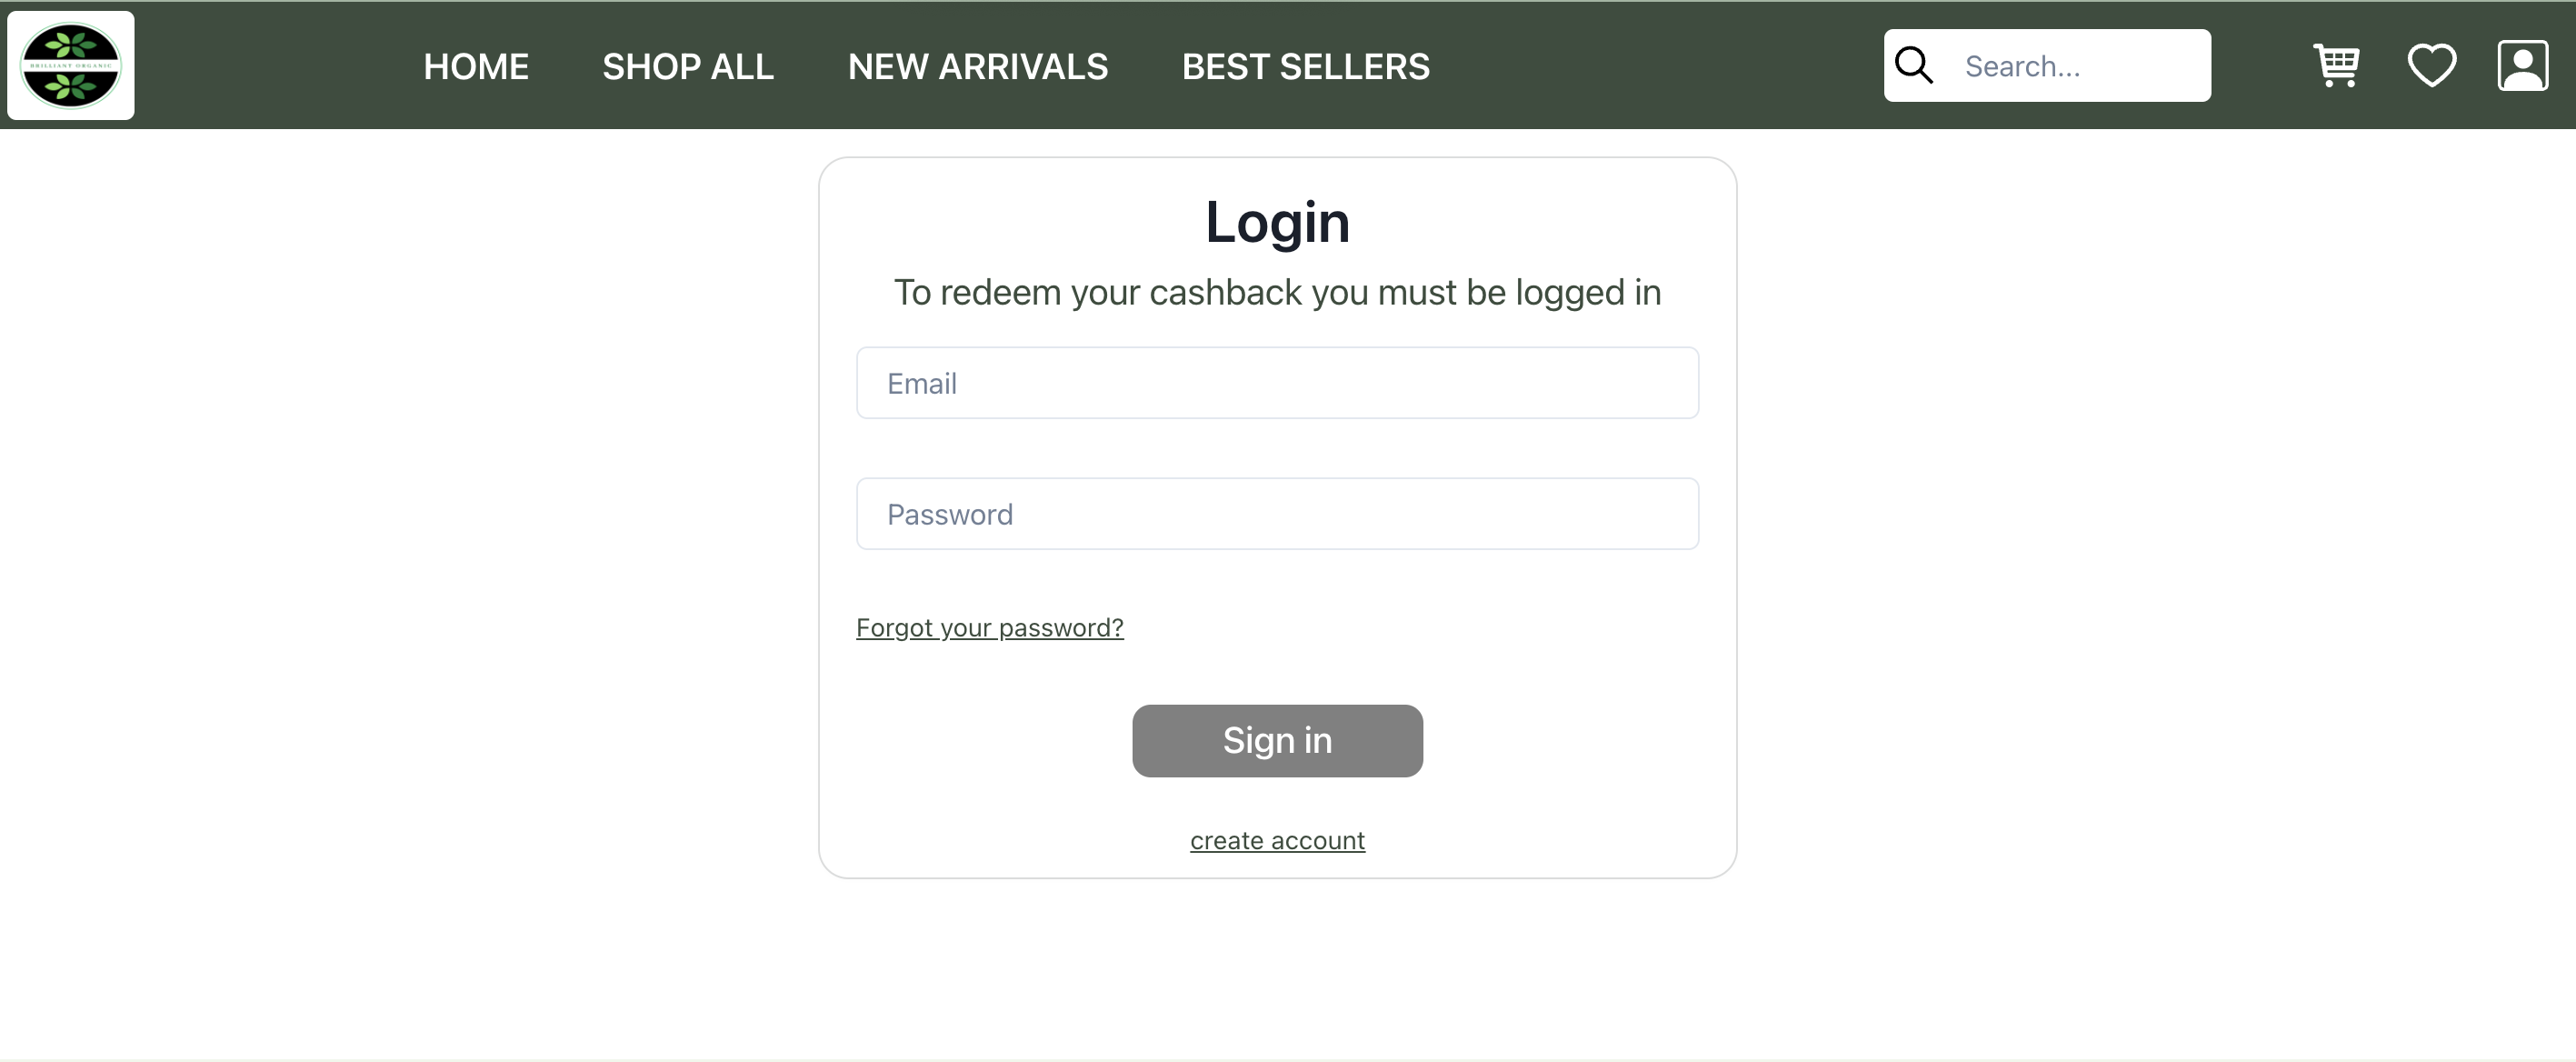 BRILLIANT ORGANIC
HOME SHOP ALL NEW ARRIVALS BEST SELLERS Search...
Login
To redeem your cashback you must be logged in
Email
Password
Forgot your password?
Sign in
create account